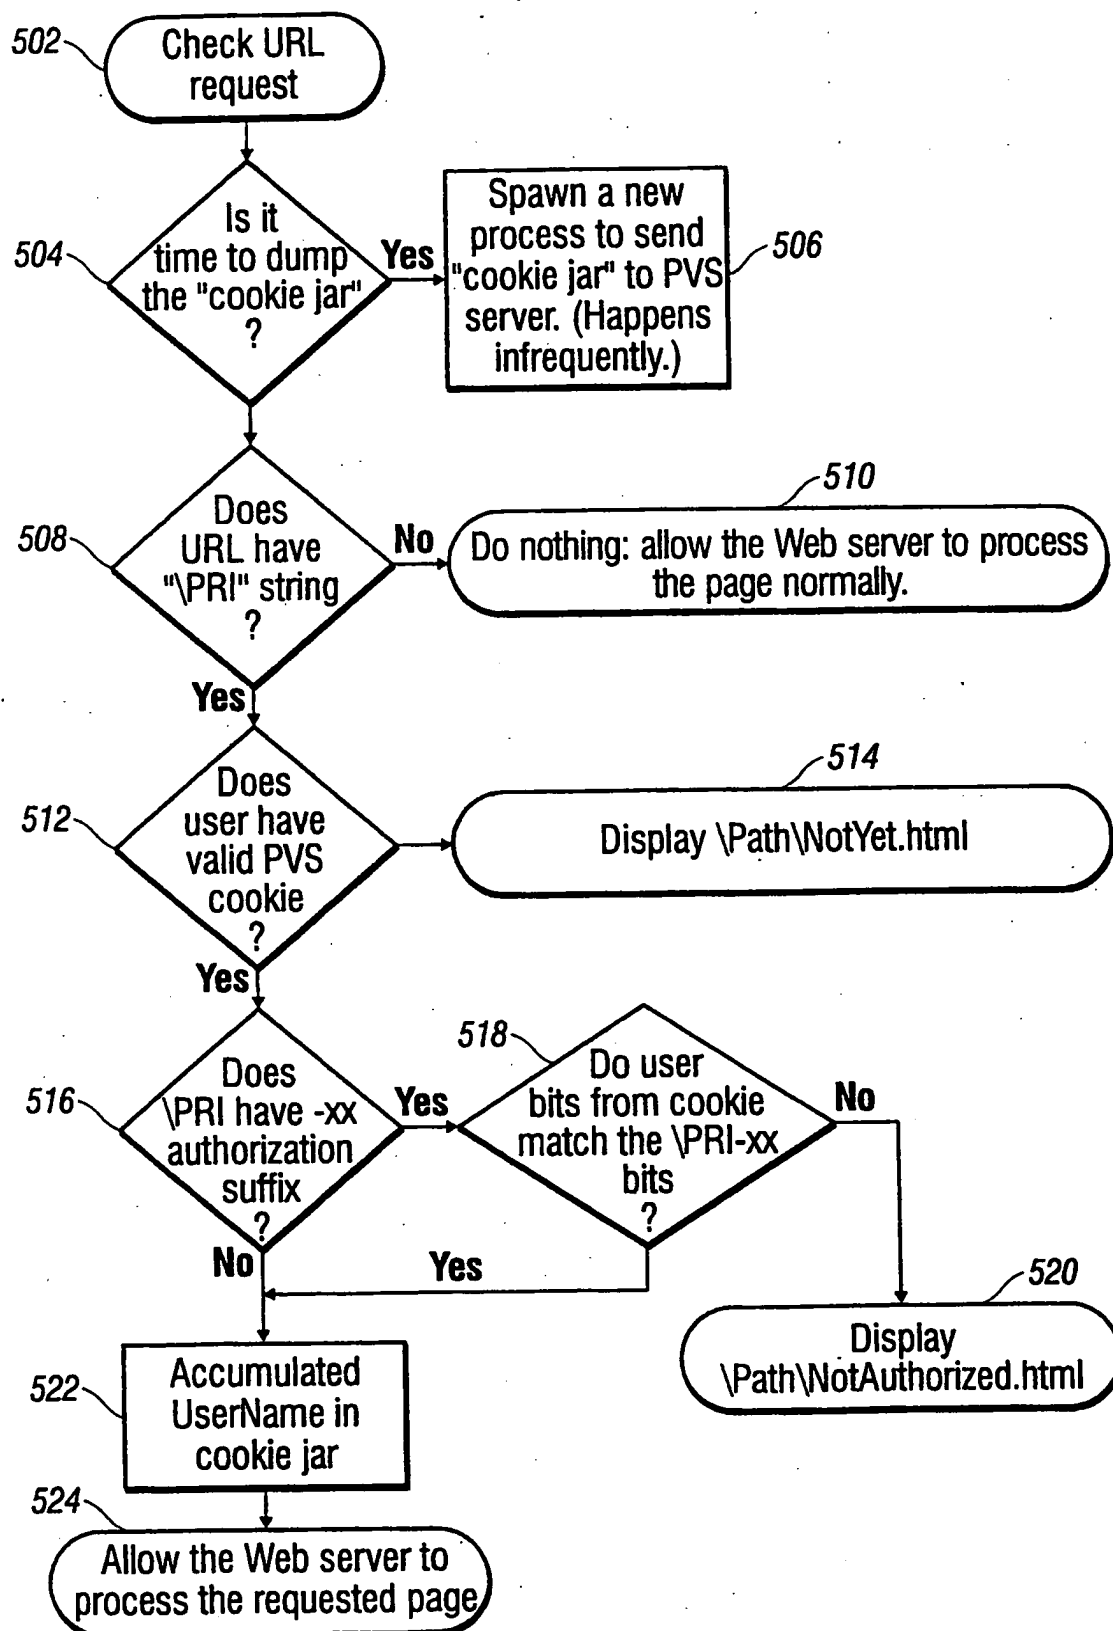 502
Check URL
request
504
Is it
time to dump
the "cookie jar"
?
Yes
Spawn a new
process to send
"cookie jar" to PVS
server. (Happens
infrequently.)
506
508
Does
URL have
"\PRI" string
?
No
510
Do nothing: allow the Web server to process
the page normally.
Yes
512
Does
user have
valid PVS
cookie
?
514
Display \Path\NotYet.html
Yes
516
Does
\PRI have -xx
authorization
suffix
?
Yes
518
Do user
bits from cookie
match the \PRI-xx
bits
?
No
No
Yes
520
Display
\Path\NotAuthorized.html
522
Accumulated
UserName in
cookie jar
524
Allow the Web server to
process the requested page